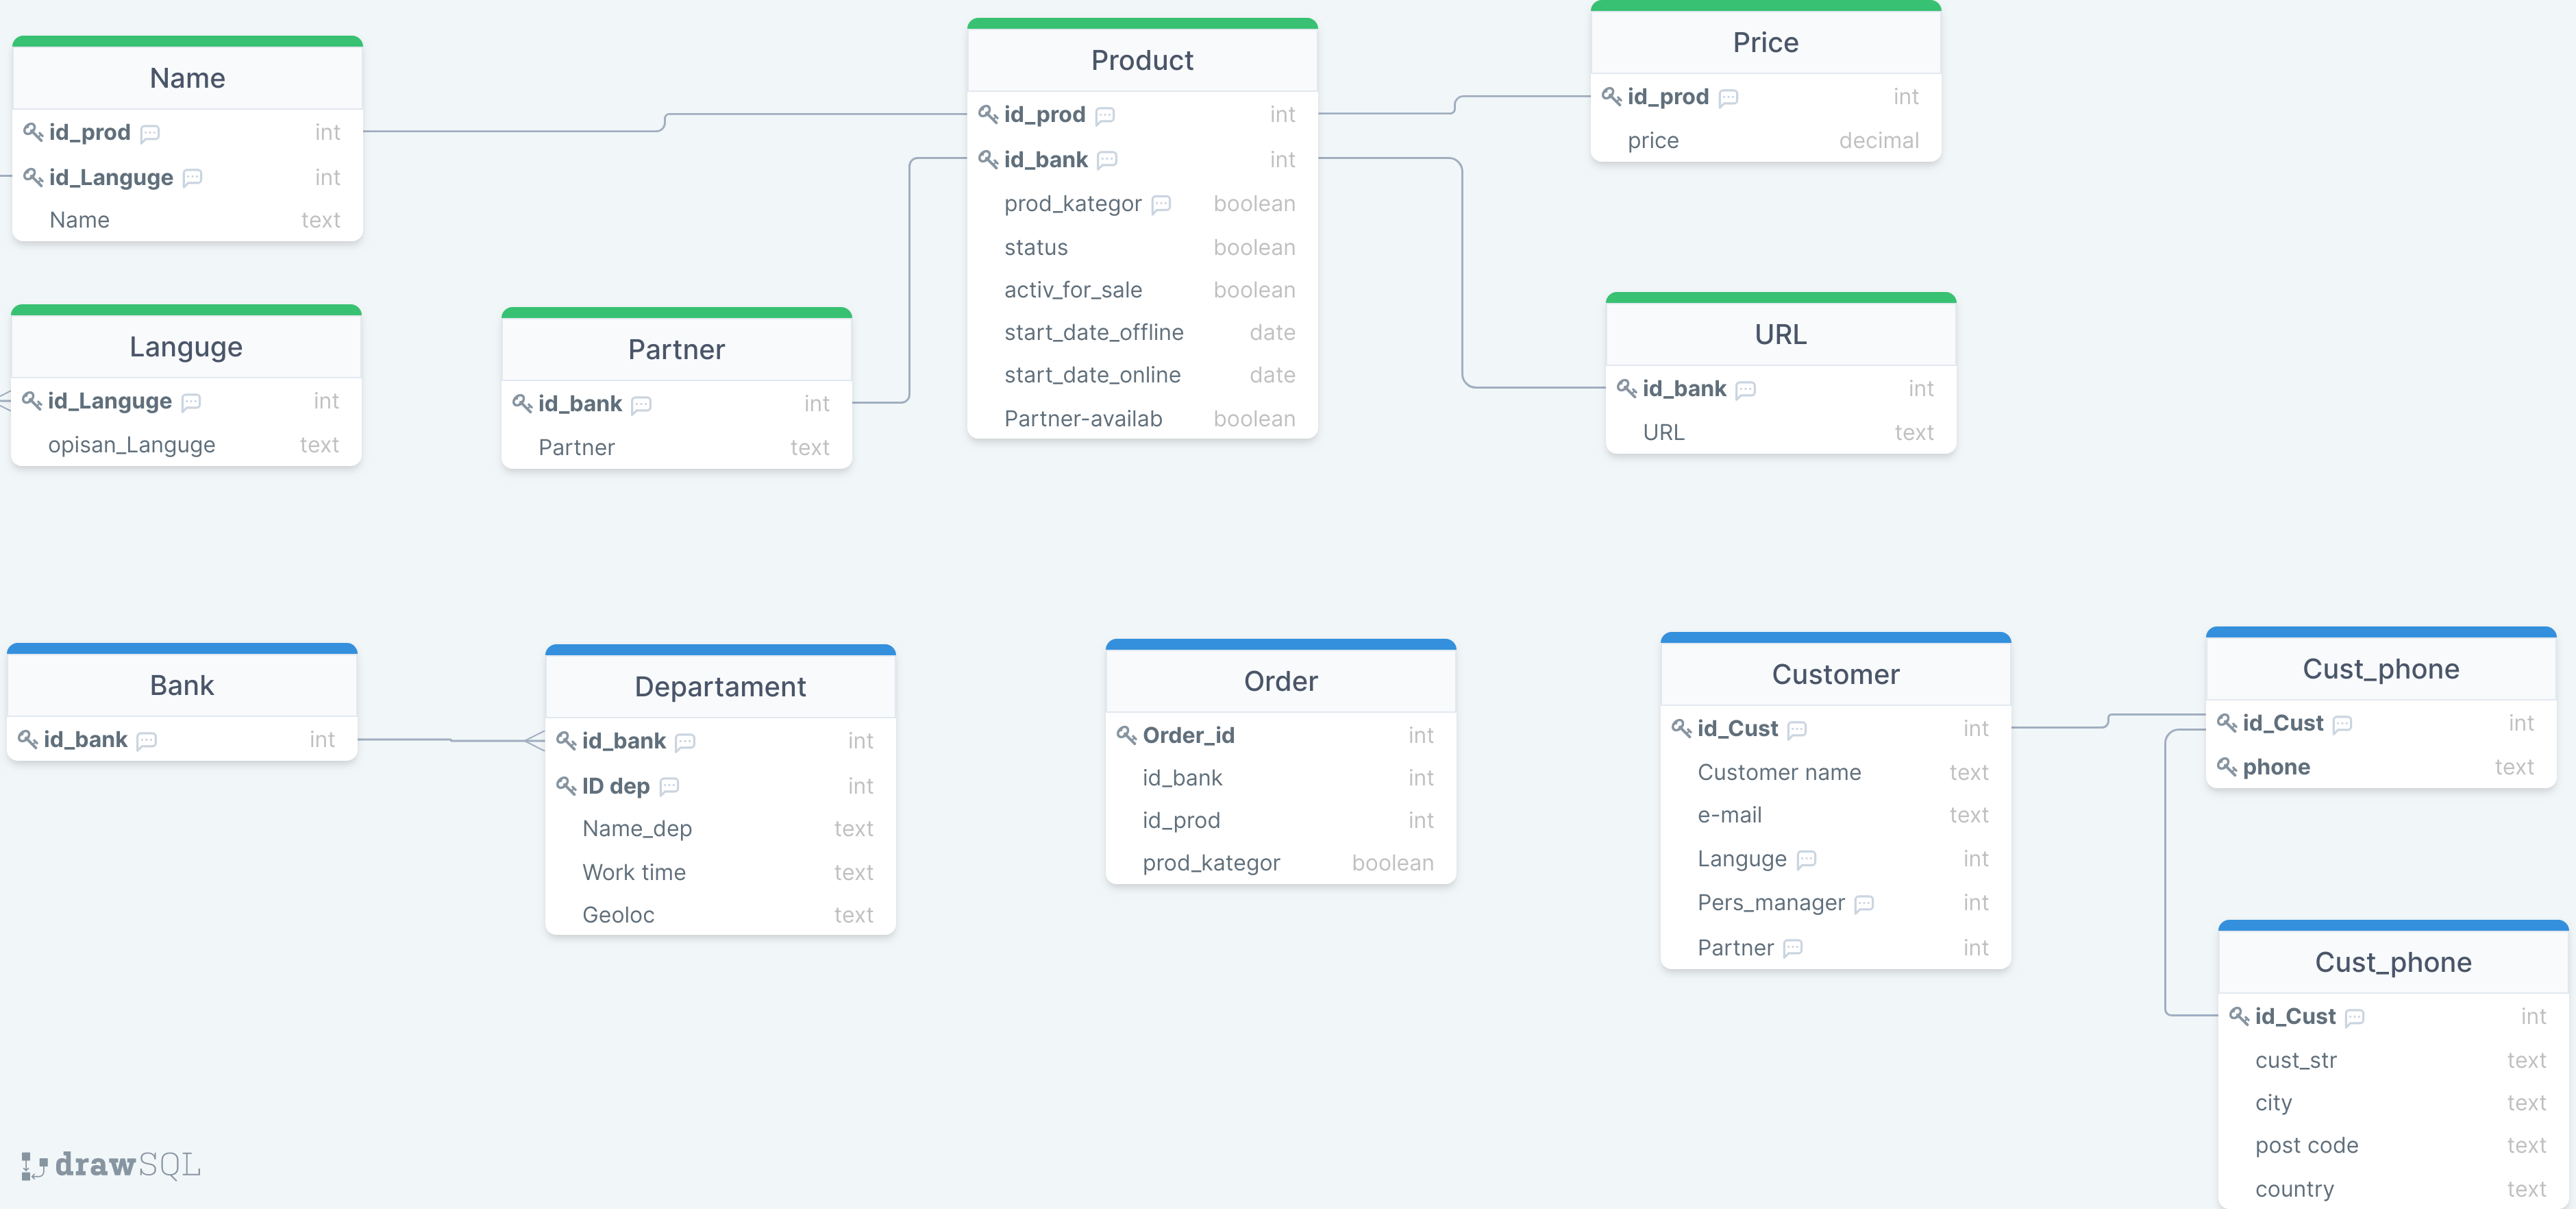 Name
id_prod int
id_Languge int
Name text
Product
id_prod int
id_bank int
prod_kategor boolean
status boolean
activ_for_sale boolean
start_date_offline date
start_date_online date
Partner-availab boolean
Price
id_prod int
price decimal
Languge
id_Languge int
opisan_Languge text
Partner
id_bank int
Partner text
URL
id_bank int
URL text
Bank
id_bank int
Departament
id_bank int
ID dep int
Name_dep text
Work time text
Geoloc text
Order
Order_id int
id_bank int
id_prod int
prod_kategor boolean
Customer
id_Cust int
Customer name text
e-mail text
Languge int
Pers_manager int
Partner int
Cust_phone
id_Cust int
phone text
Cust_phone
id_Cust int
cust_str text
city text
post code text
country text
drawSQL